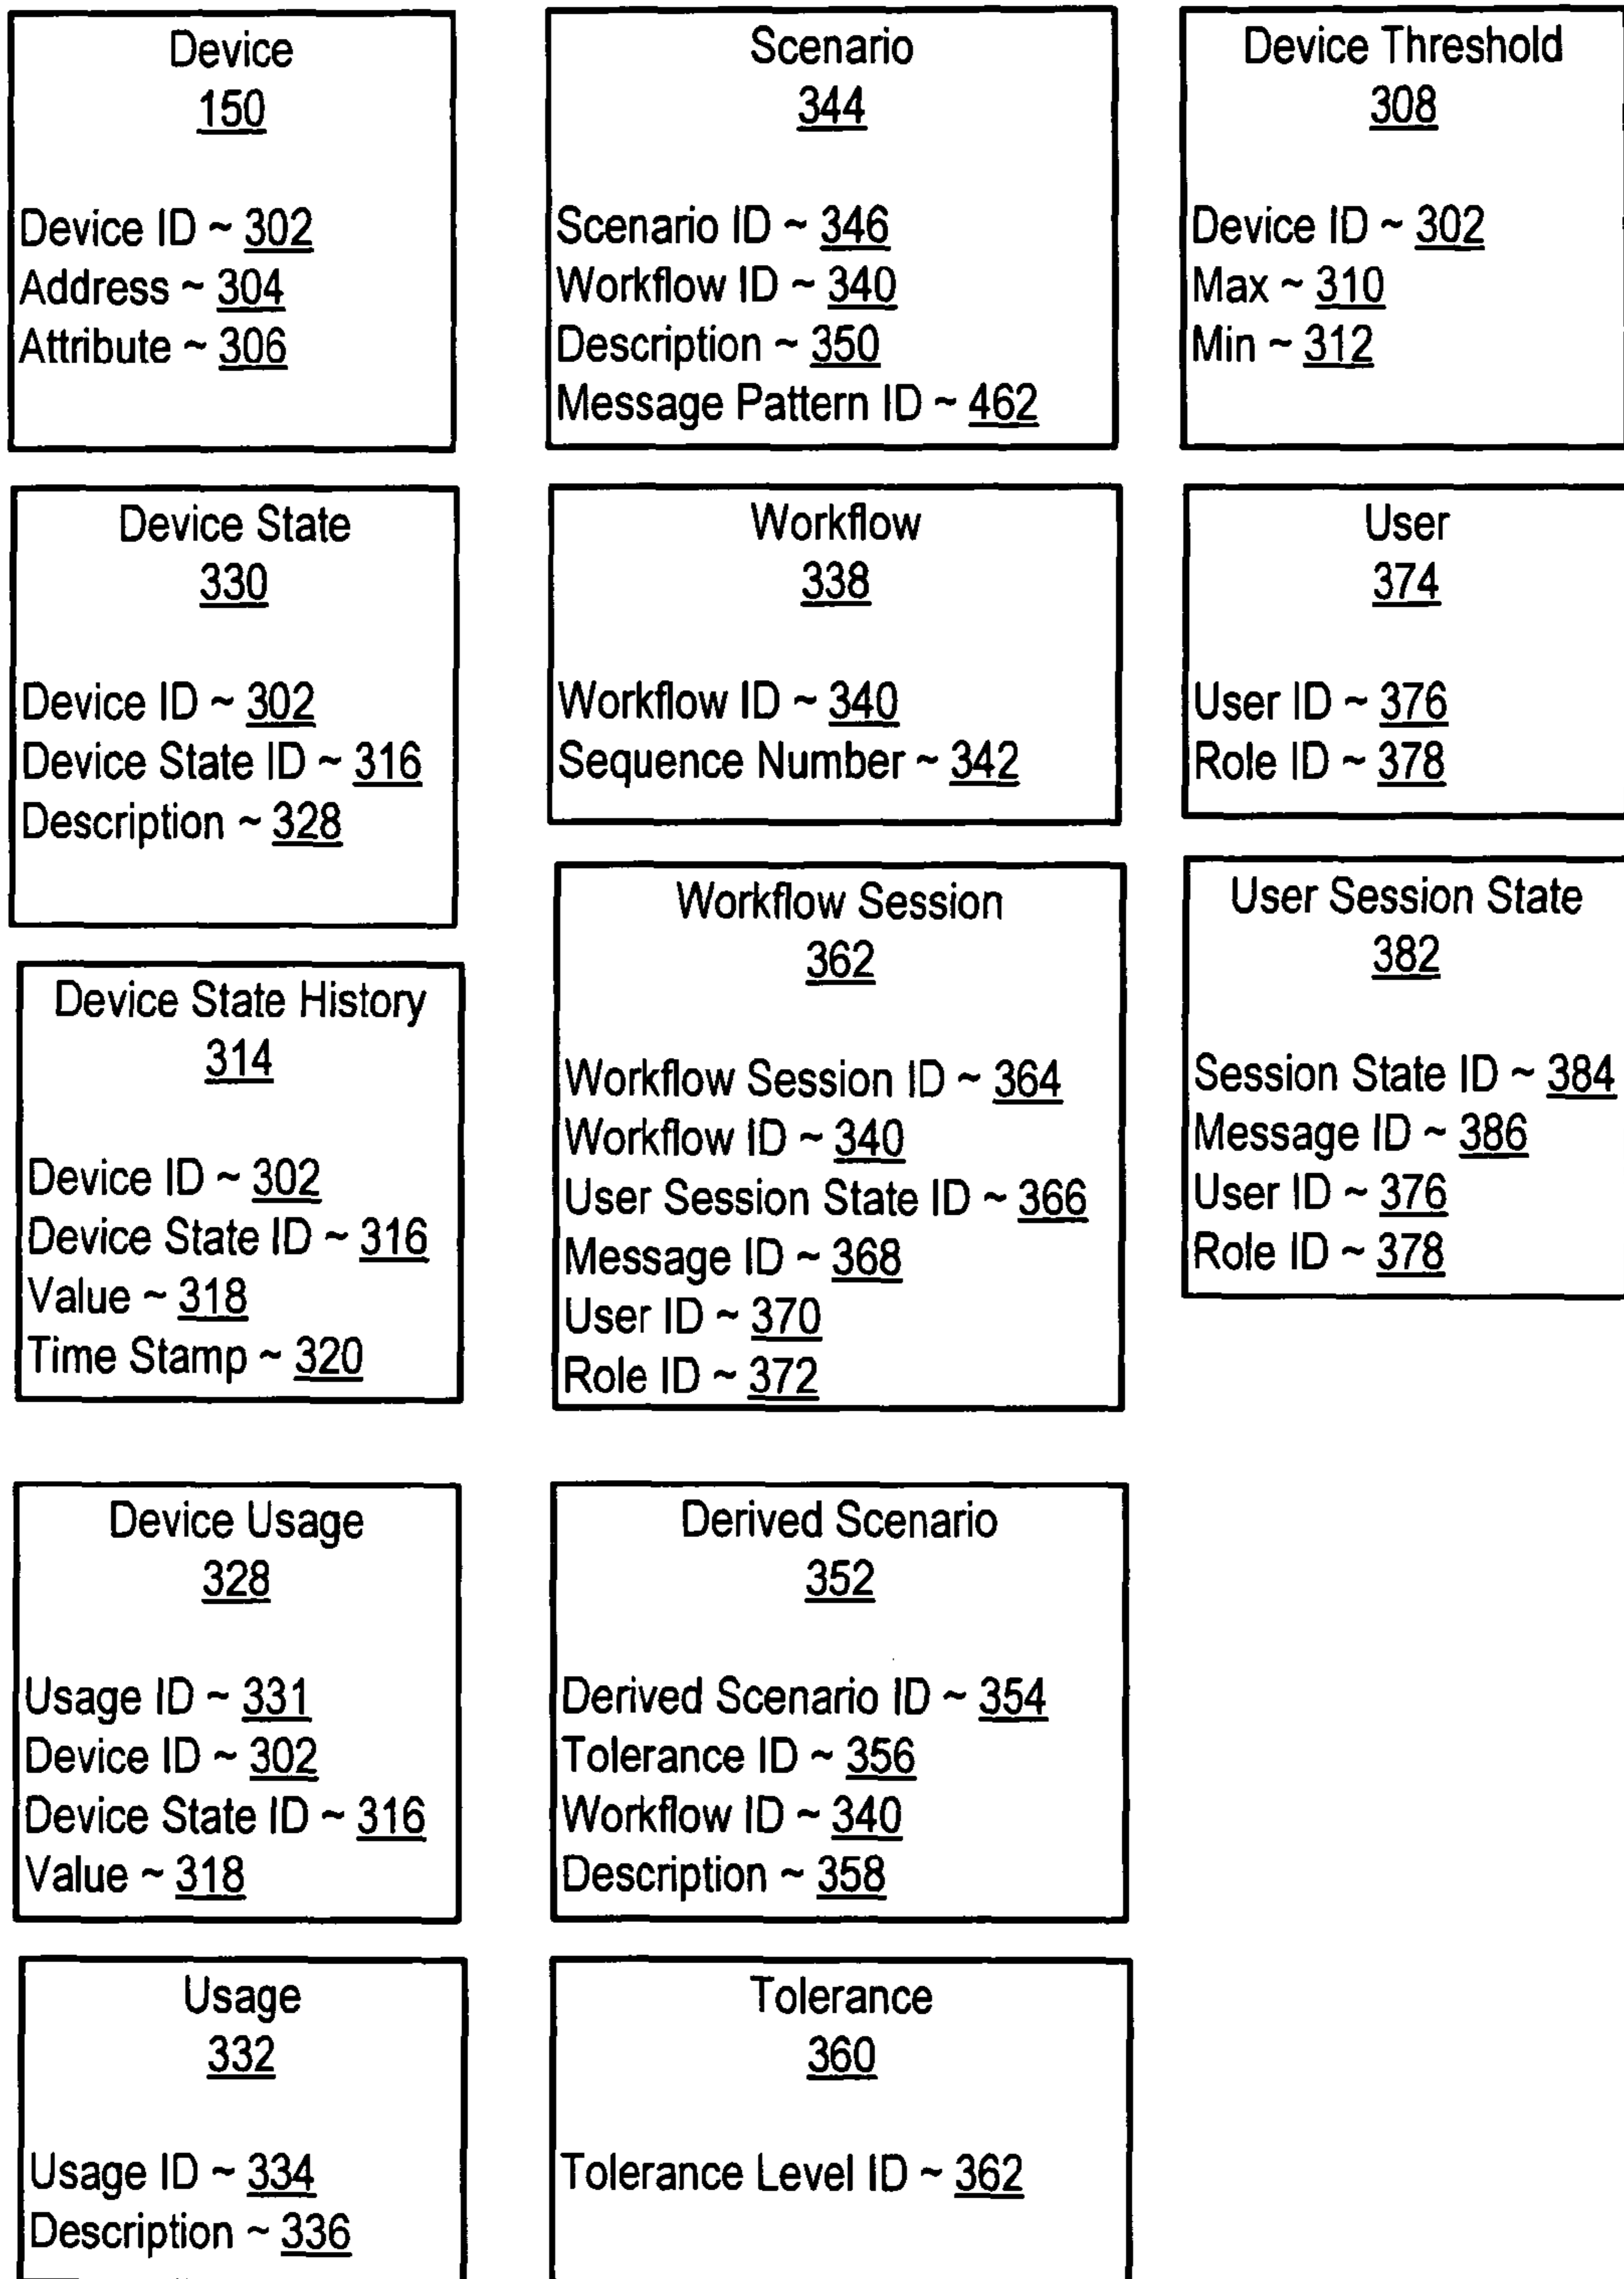 Device
150
Device ID ~ 302
Address ~ 304
Attribute ~ 306
Device State
330
Device ID ~ 302
Device State ID ~ 316
Description ~ 328
Device State History
314
Device ID ~ 302
Device State ID ~ 316
Value ~ 318
Time Stamp ~ 320
Device Usage
328
Usage ID ~ 331
Device ID ~ 302
Device State ID ~ 316
Value ~ 318
Usage
332
Usage ID ~ 334
Description ~ 336
Scenario
344
Scenario ID ~ 346
Workflow ID ~ 340
Description ~ 350
Message Pattern ID ~ 462
Workflow
338
Workflow ID ~ 340
Sequence Number ~ 342
Workflow Session
362
Workflow Session ID ~ 364
Workflow ID ~ 340
User Session State ID ~ 366
Message ID ~ 368
User ID ~ 370
Role ID ~ 372
Derived Scenario
352
Derived Scenario ID ~ 354
Tolerance ID ~ 356
Workflow ID ~ 340
Description ~ 358
Tolerance
360
Tolerance Level ID ~ 362
Device Threshold
308
Device ID ~ 302
Max ~ 310
Min ~ 312
User
374
User ID ~ 376
Role ID ~ 378
User Session State
382
Session State ID ~ 384
Message ID ~ 386
User ID ~ 376
Role ID ~ 378